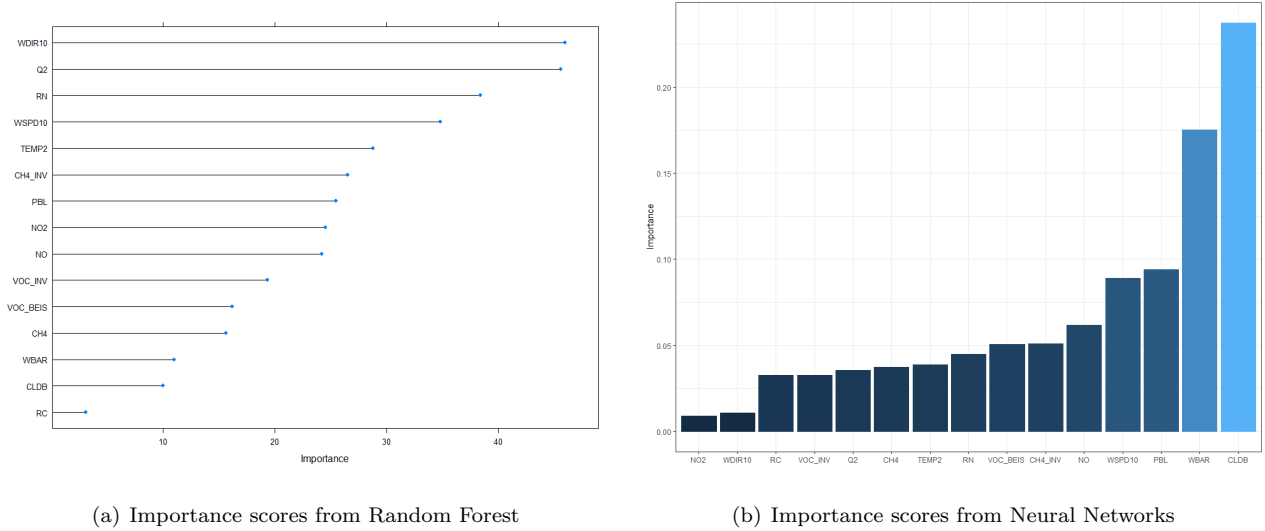 WDIR10
Q2
RN
WSPD10
TEMP2
CH4_INV
PBL
NO2
NO
VOC_INV
VOC_BEIS
CH4
WBAR
CLDB
RC
10 20 30 40
Importance
(a) Importance scores from Random Forest
Importance
0.20
0.15
0.10
0.05
0.00
NO2 WDIR10 RC VOC_INV Q2 CH4 TEMP2 RN VOC_BEIS CH4_INV NO WSPD10 PBL WBAR CLDB
(b) Importance scores from Neural Networks